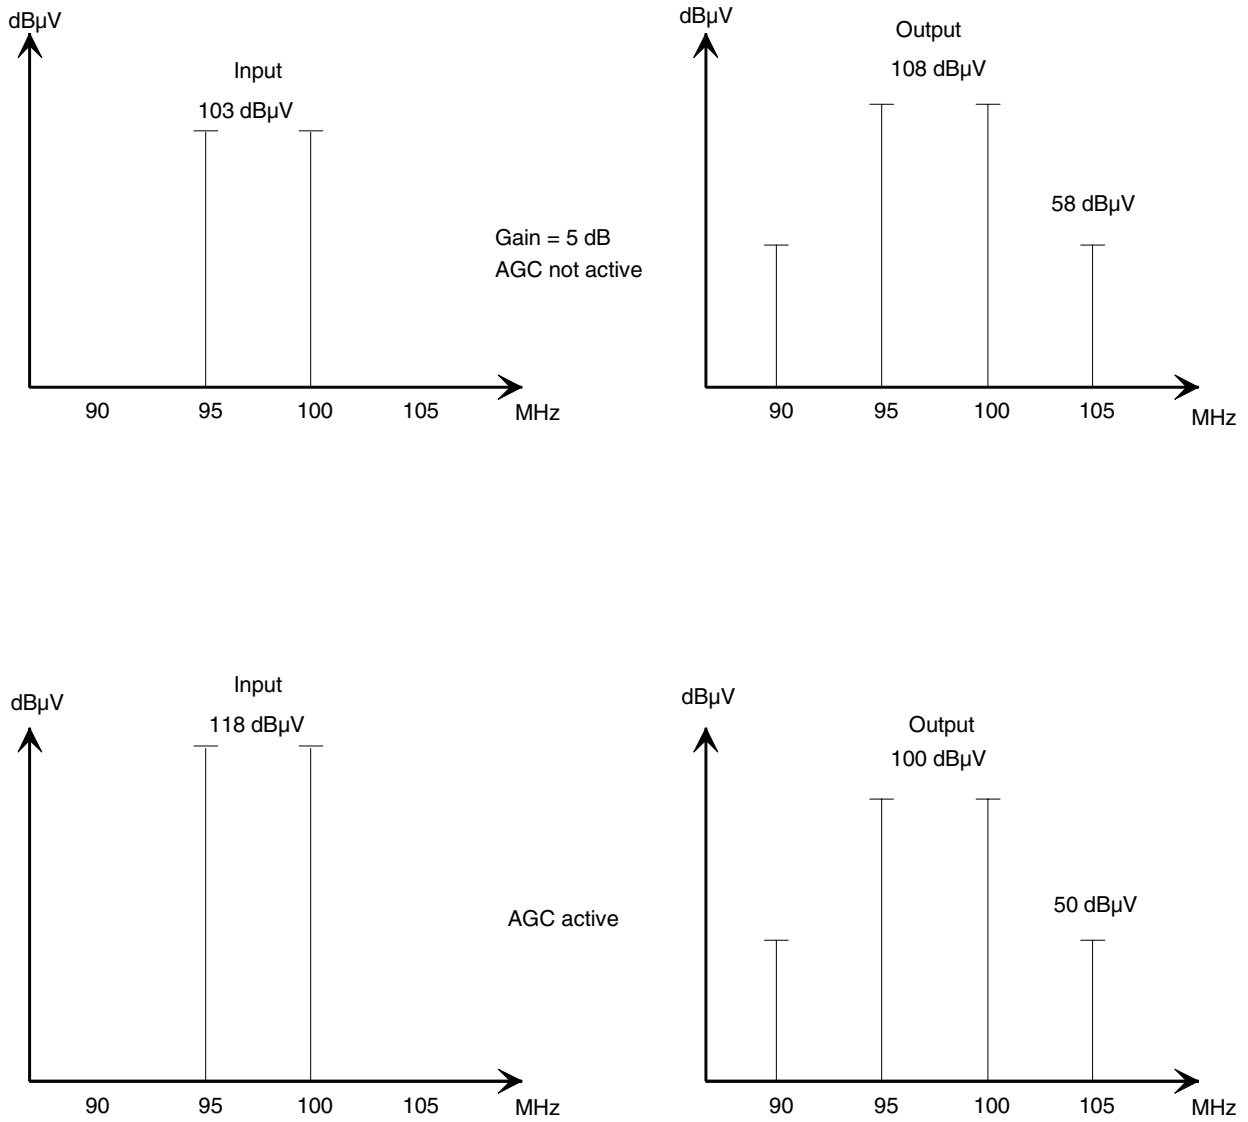 dBµV
Input
103 dBµV
90 95 100 105 MHz
Gain = 5 dB
AGC not active
dBµV
Output
108 dBµV
58 dBµV
90 95 100 105 MHz
dBµV
Input
118 dBµV
90 95 100 105 MHz
AGC active
dBµV
Output
100 dBµV
50 dBµV
90 95 100 105 MHz